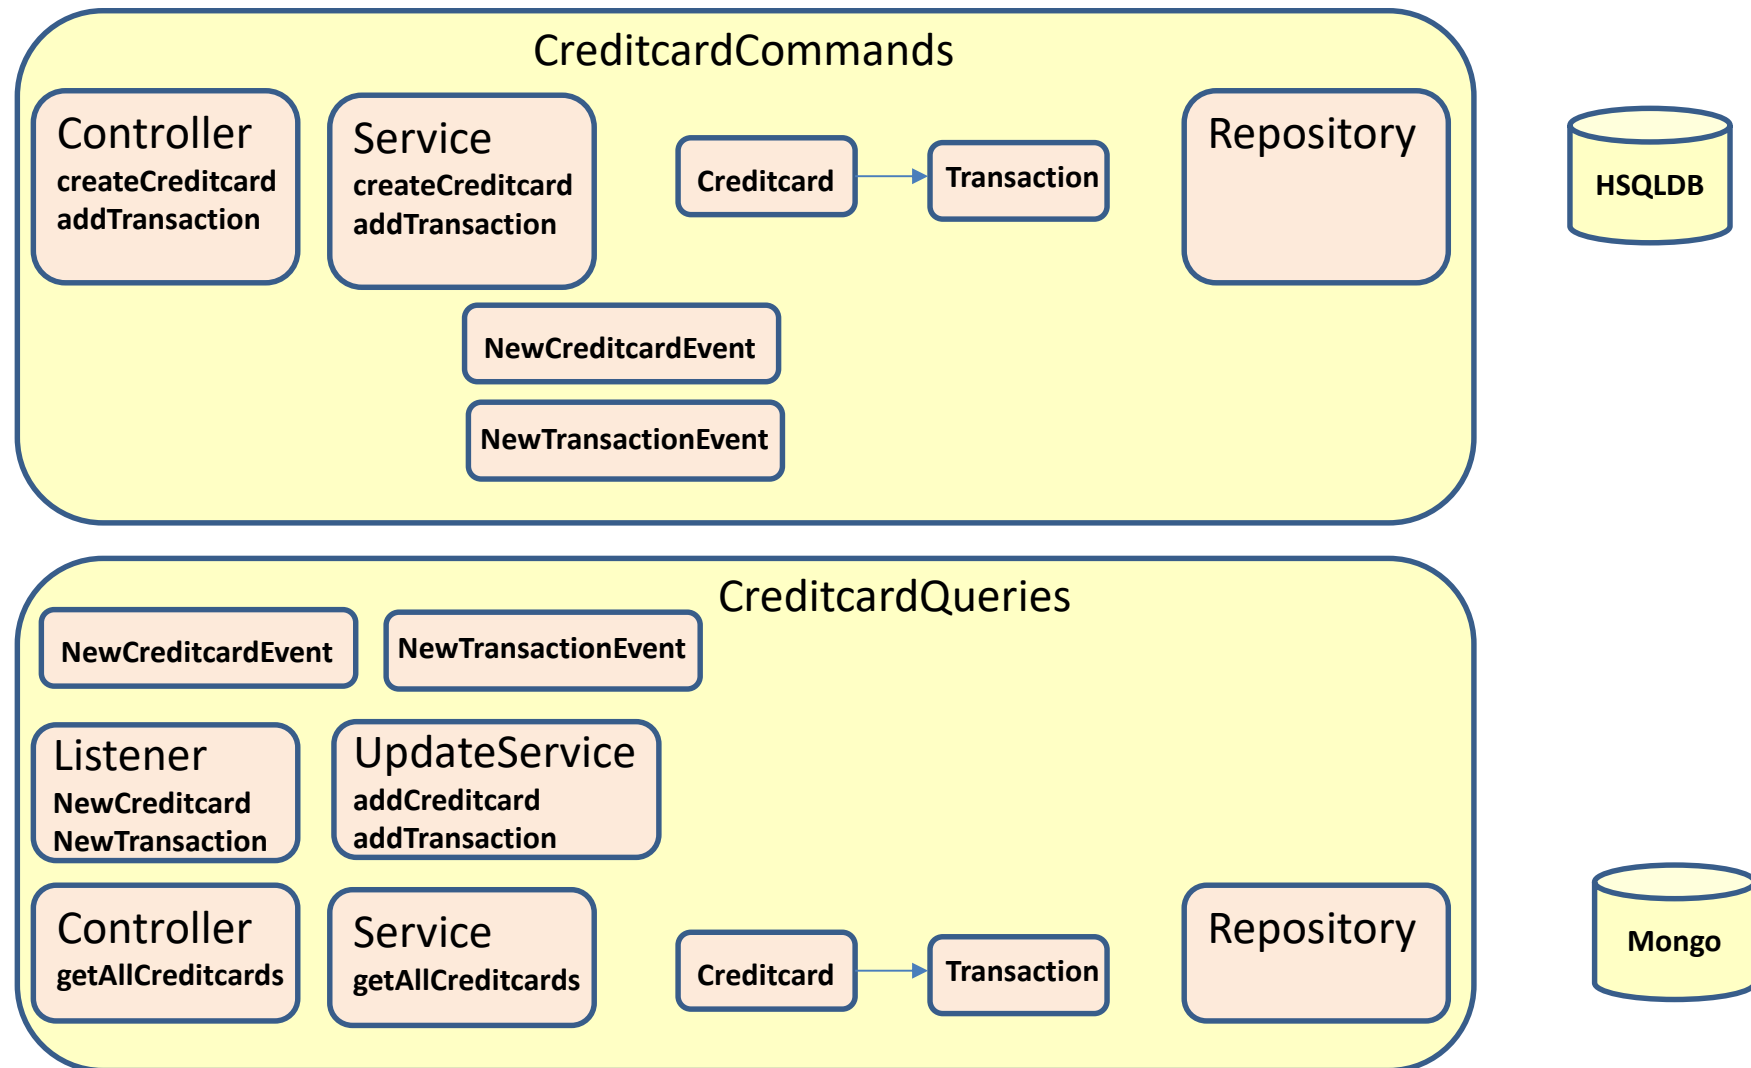 CreditcardCommands
Controller
createCreditcard
addTransaction
Service
createCreditcard
addTransaction
Creditcard
Transaction
Repository
HSQLDB
NewCreditcardEvent
NewTransactionEvent
CreditcardQueries
NewCreditcardEvent
NewTransactionEvent
Listener
NewCreditcard
NewTransaction
UpdateService
addCreditcard
addTransaction
Controller
getAllCreditcards
Service
getAllCreditcards
Creditcard
Transaction
Repository
Mongo